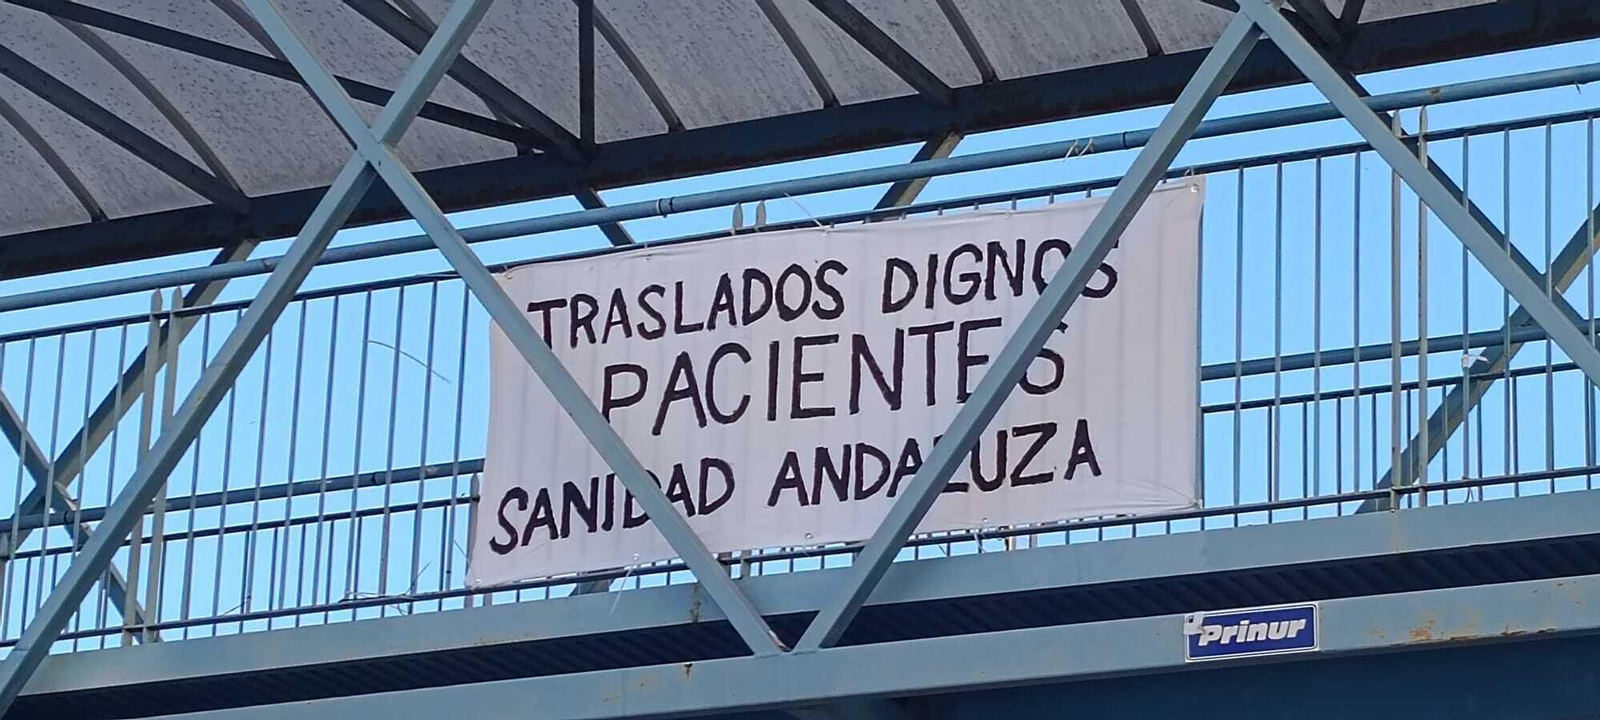 TRASLADOS DIGNOS
PACIENTES
SANIDAD ANDALUZA
Prinur